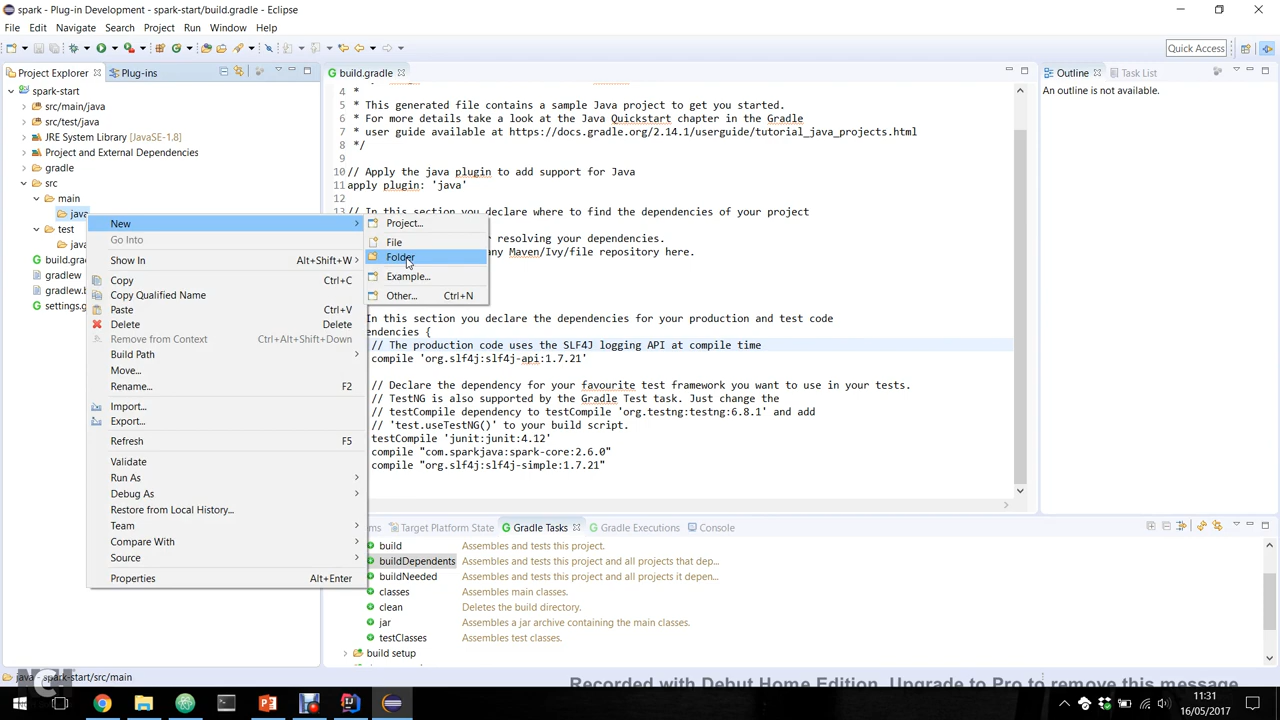 spark - Plug-in Development - spark-start/build.gradle - Eclipse
File Edit Navigate Search Project Run Window Help
Quick Access
Project Explorer Plug-ins
spark-start
src/main/java
src/test/java
JRE System Library [JavaSE-1.8]
Project and External Dependencies
gradle
src
main
java
test
java
build.gra
gradlew
gradlew.b
settings.g
New
Go Into
Show In Alt+Shift+W
Copy Ctrl+C
Copy Qualified Name
Paste Ctrl+V
Delete Delete
Remove from Context Ctrl+Alt+Shift+Down
Build Path
Move...
Rename... F2
Import...
Export...
Refresh F5
Validate
Run As
Debug As
Restore from Local History...
Team
Compare With
Source
Properties Alt+Enter
Project...
File
Folder
Example...
Other... Ctrl+N
build.gradle
4 *
5 * This generated file contains a sample Java project to get you started.
6 * For more details take a look at the Java Quickstart chapter in the Gradle
7 * user guide available at https://docs.gradle.org/2.14.1/userguide/tutorial_java_projects.html
8 */
9
10 // Apply the java plugin to add support for Java
11 apply plugin: 'java'
12
13 // In this section you declare where to find the dependencies of your project
r resolving your dependencies.
any Maven/Ivy/file repository here.
In this section you declare the dependencies for your production and test code
endencies {
// The production code uses the SLF4J logging API at compile time
compile 'org.slf4j:slf4j-api:1.7.21'
// Declare the dependency for your favourite test framework you want to use in your tests.
// TestNG is also supported by the Gradle Test task. Just change the
// testCompile dependency to testCompile 'org.testng:testng:6.8.1' and add
// 'test.useTestNG()' to your build script.
testCompile 'junit:junit:4.12'
compile "com.sparkjava:spark-core:2.6.0"
compile "org.slf4j:slf4j-simple:1.7.21"
Outline Task List
An outline is not available.
ms Target Platform State Gradle Tasks Gradle Executions Console
build Assembles and tests this project.
buildDependents Assembles and tests this project and all projects that dep...
buildNeeded Assembles and tests this project and all projects it depen...
classes Assembles main classes.
clean Deletes the build directory.
jar Assembles a jar archive containing the main classes.
testClasses Assembles test classes.
build setup
java - spark-start/src/main
NCH
Recorded with Debut Home Edition. Upgrade to Pro to remove this message
11:31
16/05/2017